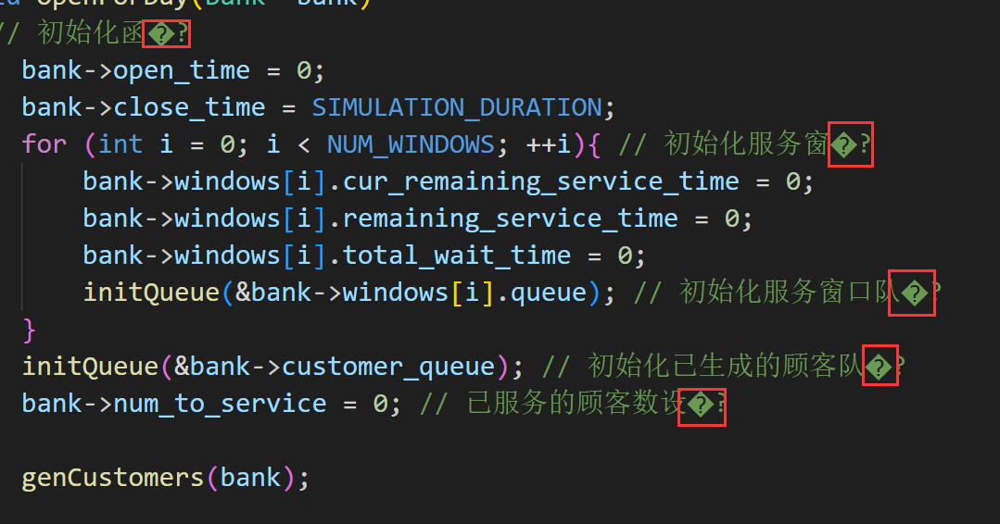 openForDay(Bank* bank)
// 初始化函�?
bank->open_time = 0;
bank->close_time = SIMULATION_DURATION;
for (int i = 0; i < NUM_WINDOWS; ++i){ // 初始化服务窗�?
bank->windows[i].cur_remaining_service_time = 0;
bank->windows[i].remaining_service_time = 0;
bank->windows[i].total_wait_time = 0;
initQueue(&bank->windows[i].queue); // 初始化服务窗口队�?
}
initQueue(&bank->customer_queue); // 初始化已生成的顾客队�?
bank->num_to_service = 0; // 已服务的顾客数设�?
genCustomers(bank);